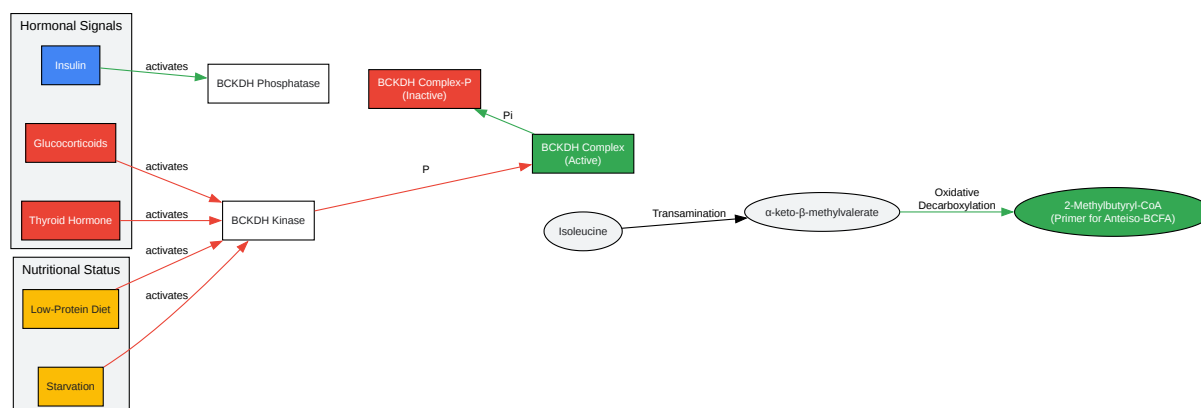 Hormonal Signals
Insulin
activates
BCKDH Phosphatase
BCKDH Complex-P
(Inactive)
Pi
BCKDH Complex
(Active)
Glucocorticoids
activates
P
Thyroid Hormone
activates
BCKDH Kinase
activates
Isoleucine
Transamination
α-keto-β-methylvalerate
Oxidative
Decarboxylation
2-Methylbutyryl-CoA
(Primer for Anteiso-BCFA)
Nutritional Status
Low-Protein Diet
activates
Starvation